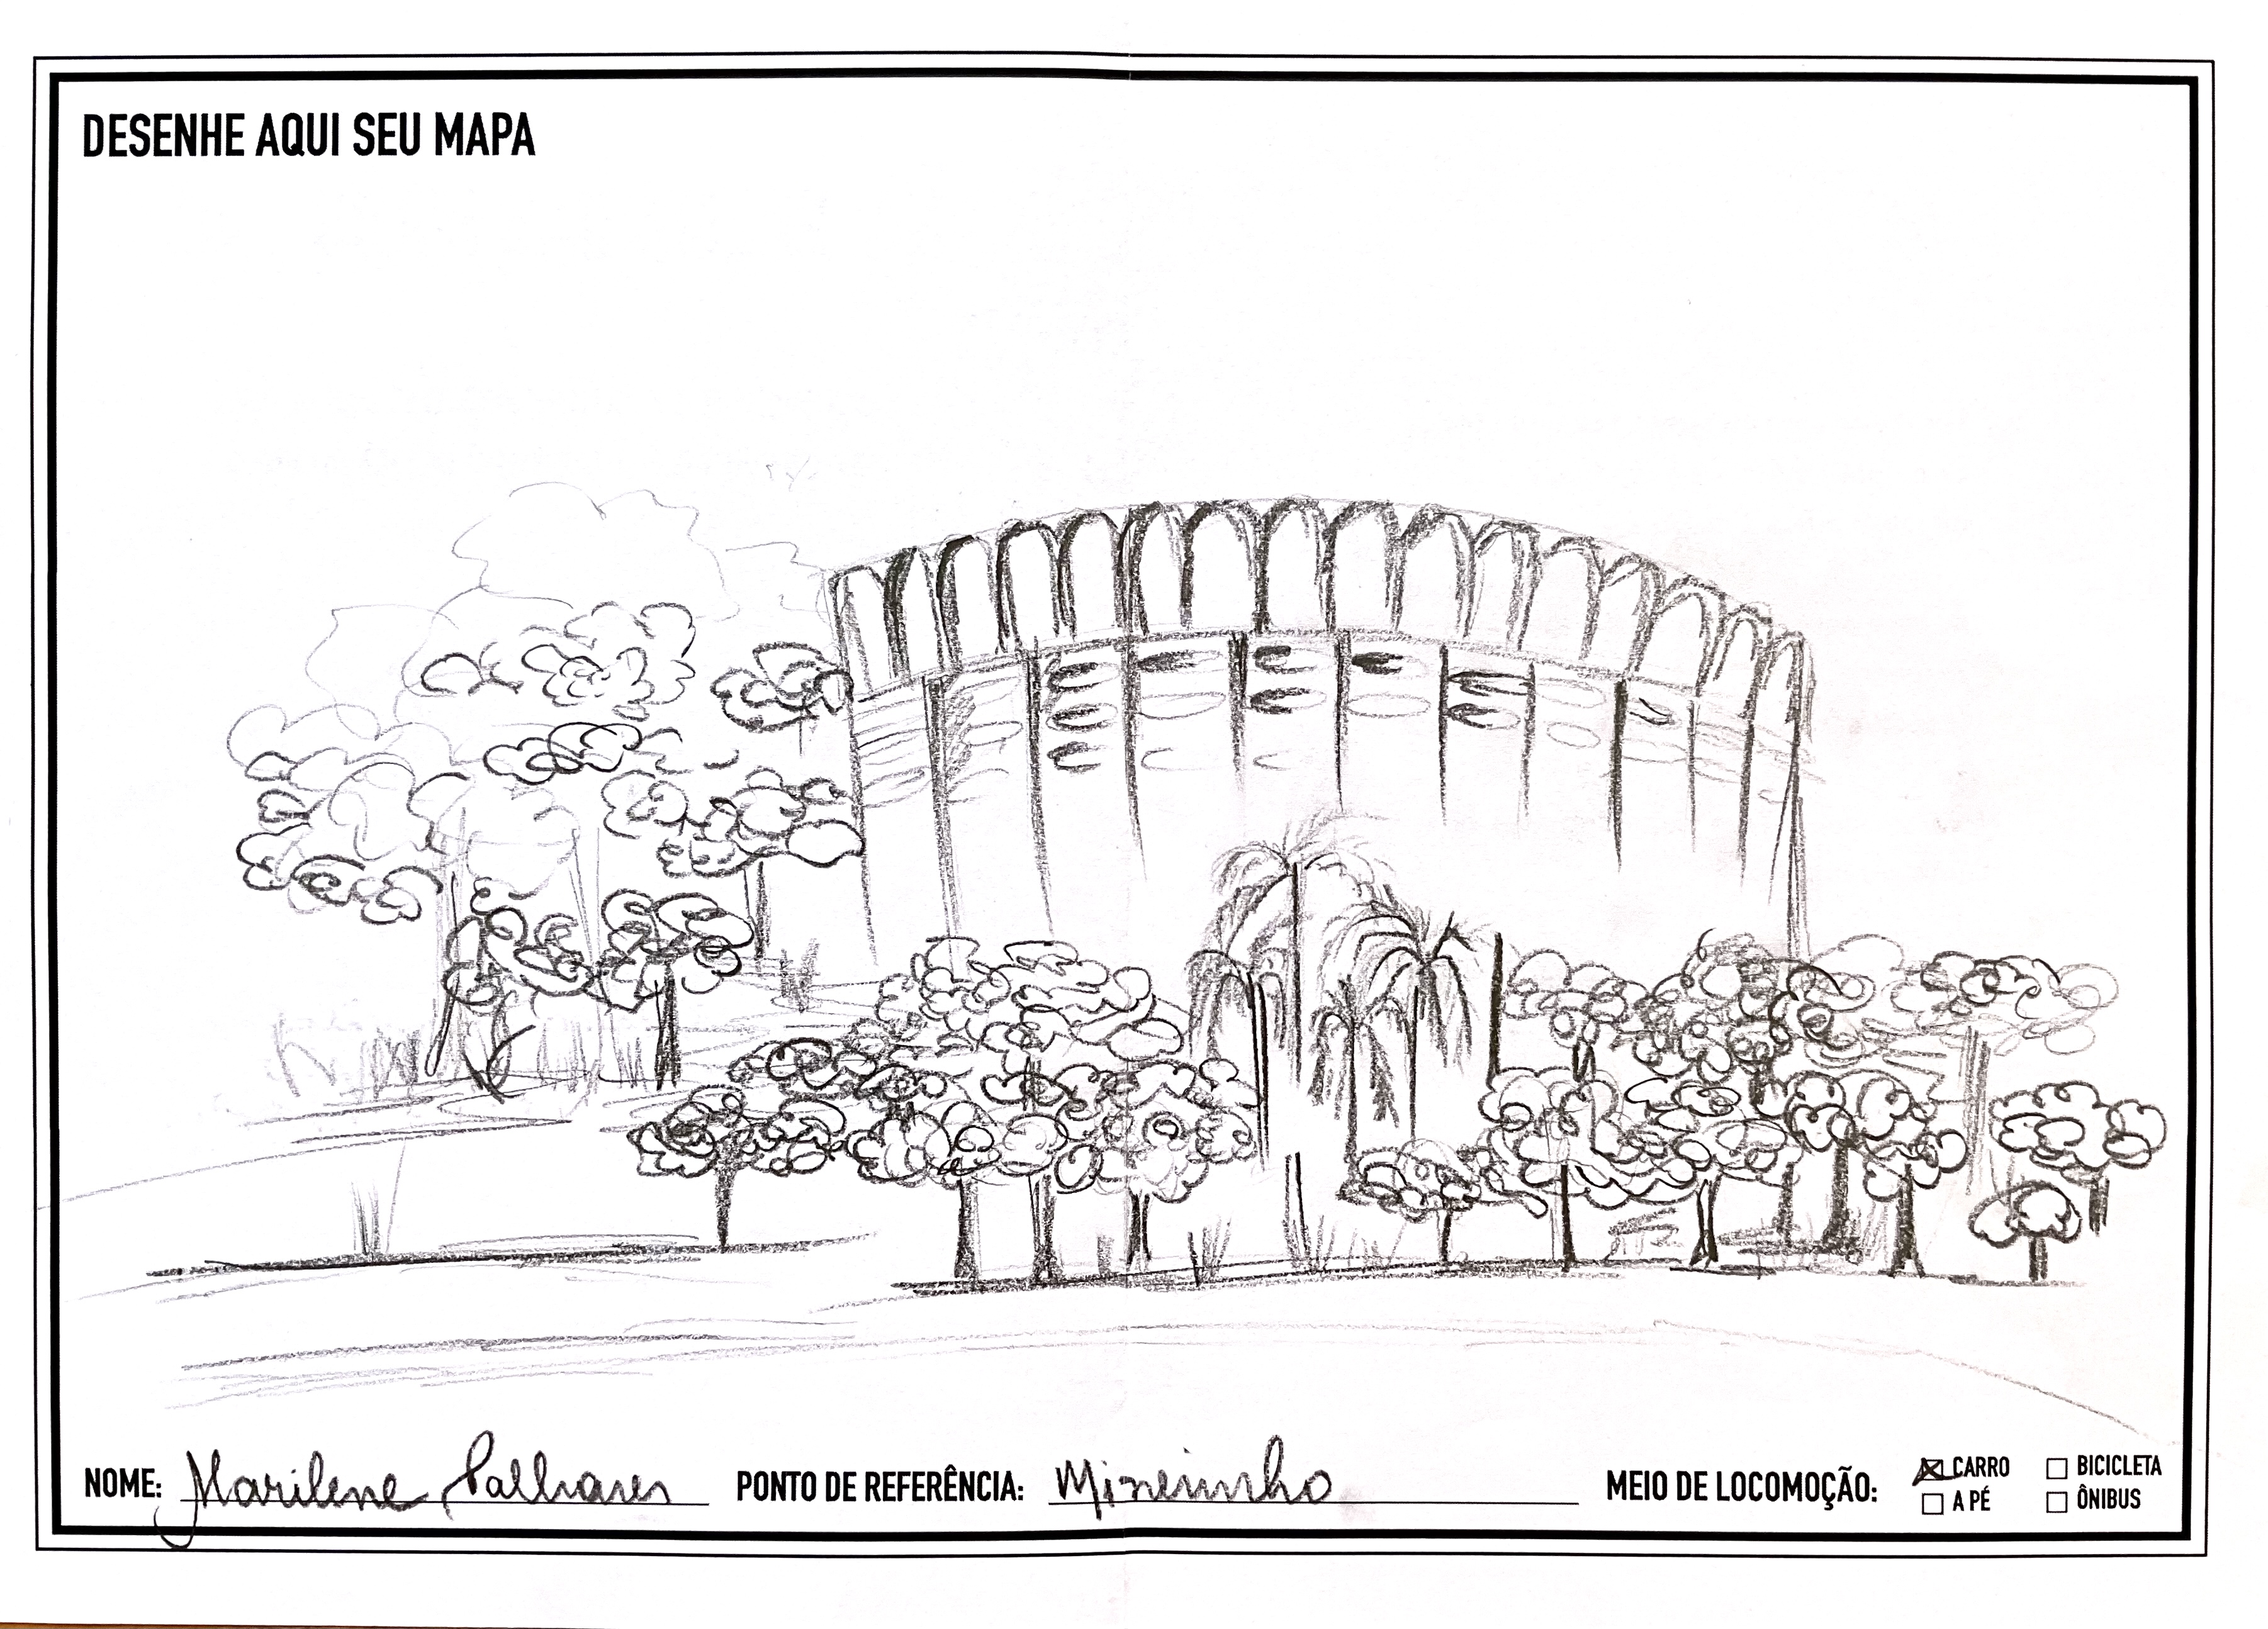 DESENHE AQUI SEU MAPA
NOME: Marilene Palhares PONTO DE REFERÊNCIA: Mineirinho MEIO DE LOCOMOÇÃO: CARRO BICICLETA
A PÉ ÔNIBUS